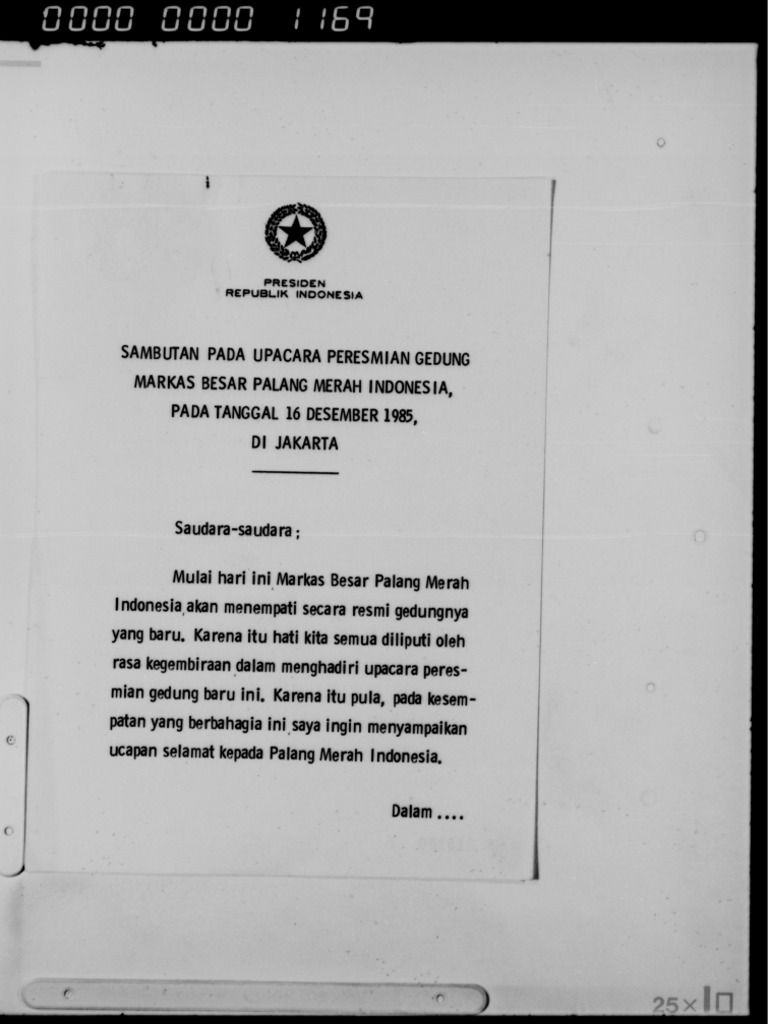 0000 0000 1169
PRESIDEN
REPUBLIK INDONESIA
SAMBUTAN PADA UPACARA PERESMIAN GEDUNG
MARKAS BESAR PALANG MERAH INDONESIA,
PADA TANGGAL 16 DESEMBER 1985,
DI JAKARTA
Saudara-saudara ;
Mulai hari ini Markas Besar Palang Merah
Indonesia akan menempati secara resmi gedungnya
yang baru. Karena itu hati kita semua diliputi oleh
rasa kegembiraan dalam menghadiri upacara peres-
mian gedung baru ini. Karena itu pula, pada kesem-
patan yang berbahagia ini saya ingin menyampaikan
ucapan selamat kepada Palang Merah Indonesia.
Dalam ....
25×